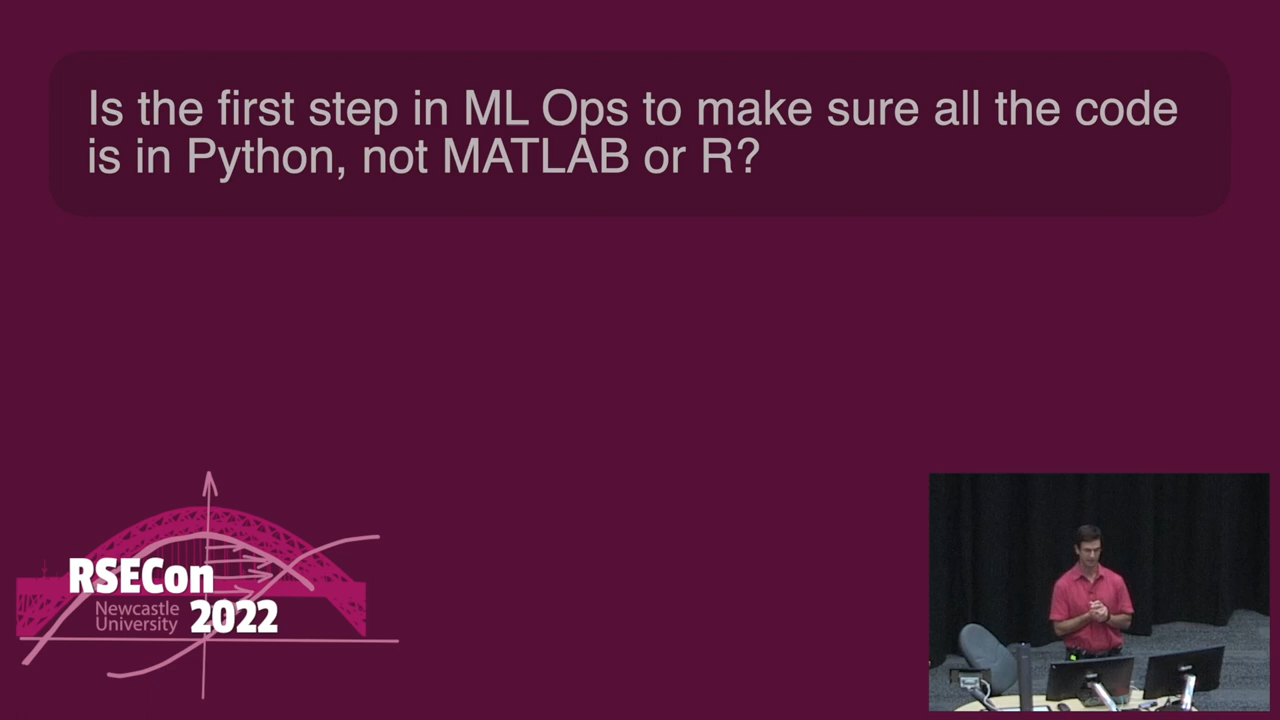 Is the first step in ML Ops to make sure all the code
is in Python, not MATLAB or R?
RSECon
Newcastle
University
2022